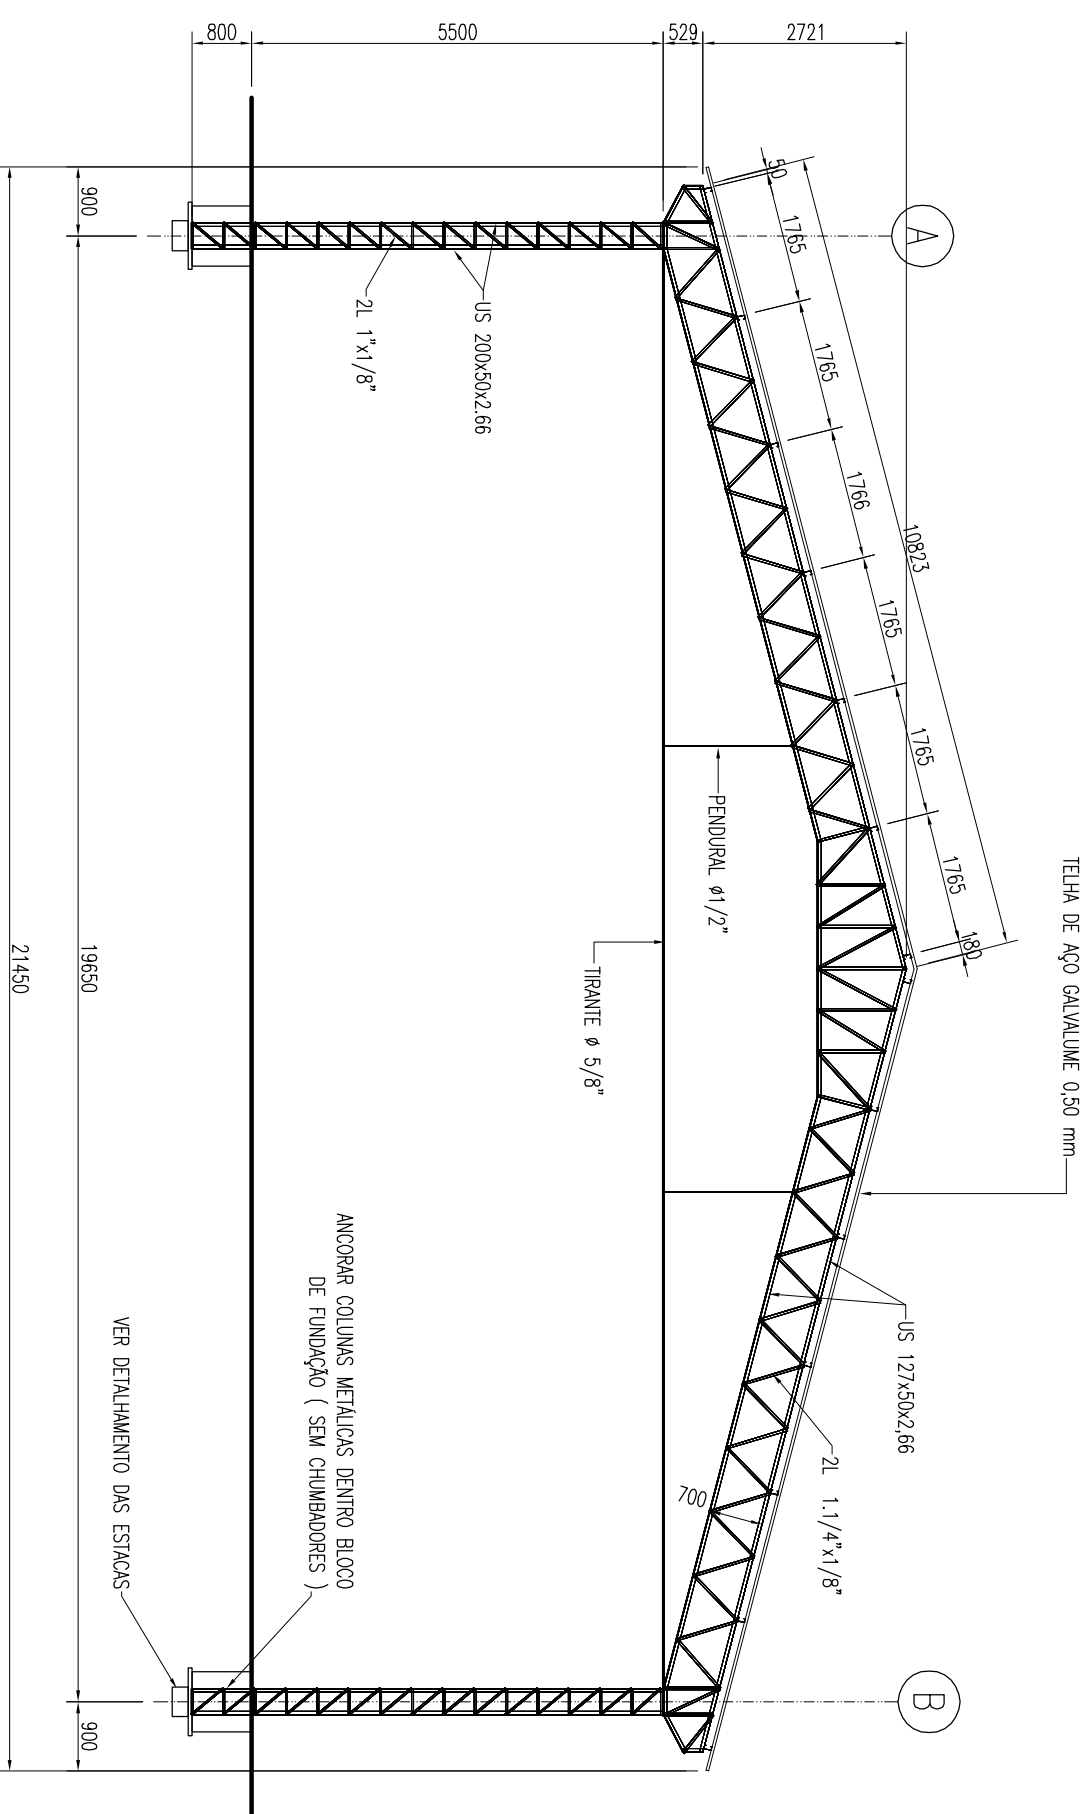 TELHA DE AÇO GALVALUME 0,50 mm
10823
50
1765
1765
1766
1765
1765
1765
180
A
B
2721
529
5500
800
US 127x50x2,66
2L 1.1/4"x1/8"
700
PENDURAL ø1/2"
TIRANTE ø 5/8"
US 200x50x2.66
2L 1"x1/8"
ANCORAR COLUNAS METÁLICAS DENTRO BLOCO
DE FUNDAÇÃO ( SEM CHUMBADORES )
VER DETALHAMENTO DAS ESTACAS
900
19650
900
21450